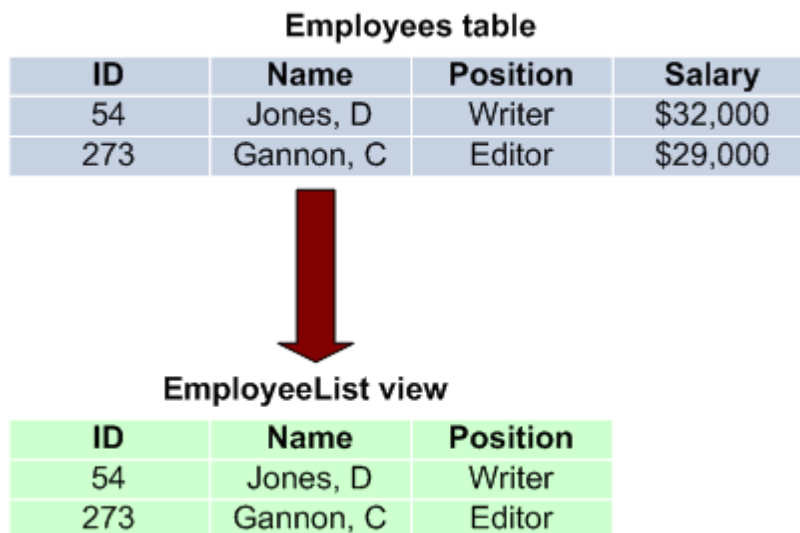 Employees table
ID Name Position Salary
54 Jones, D Writer $32,000
273 Gannon, C Editor $29,000
EmployeeList view
ID Name Position
54 Jones, D Writer
273 Gannon, C Editor